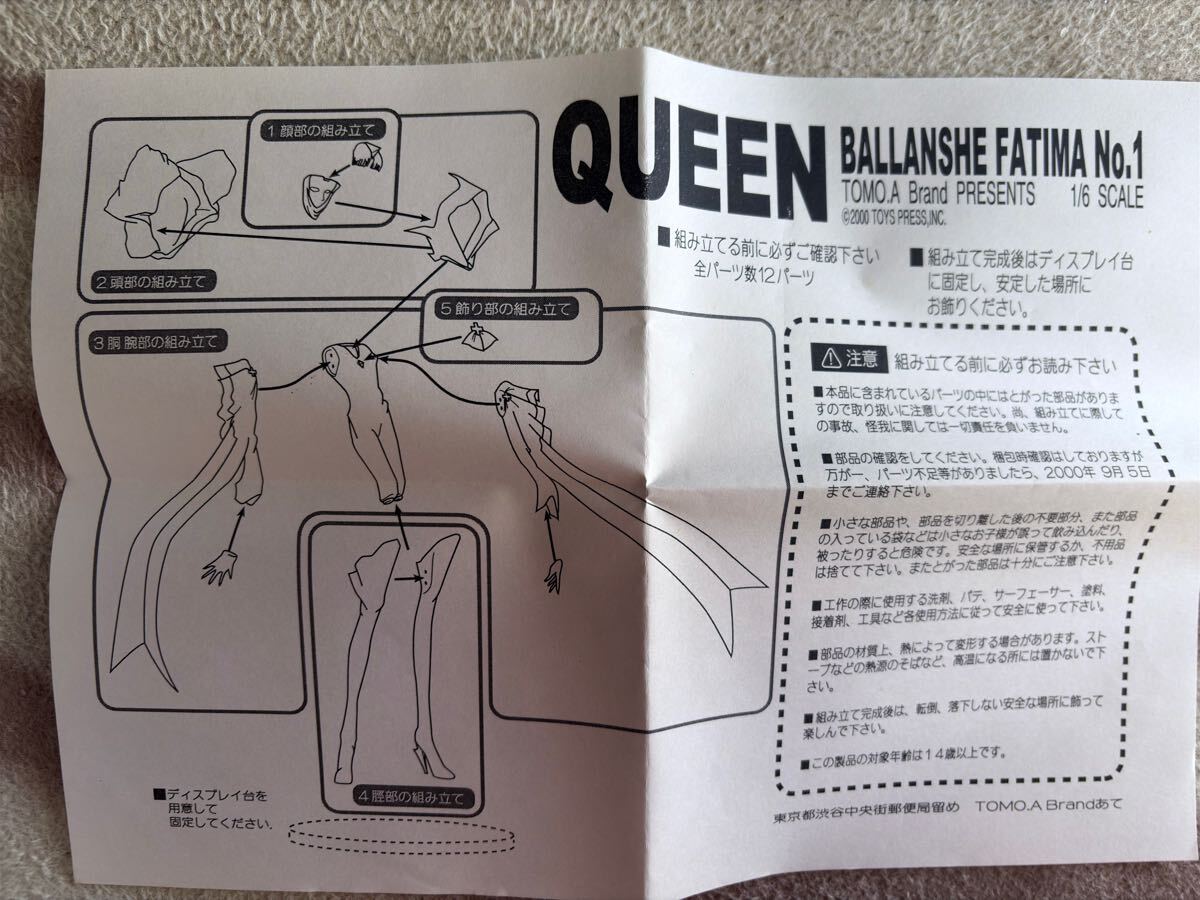 QUEEN
BALLANSHE FATIMA No.1
TOMO.A Brand PRESENTS 1/6 SCALE
©2000 TOYS PRESS,INC.
■組み立てる前に必ずご確認下さい
全パーツ数12パーツ
■組み立て完成後はディスプレイ台
に固定し、安定した場所に
お飾りください。
1 顔部の組み立て
2 頭部の組み立て
5 飾り部の組み立て
3 胴 腕部の組み立て
4 脛部の組み立て
■ディスプレイ台を
用意して
固定してください.
注意 組み立てる前に必ずお読み下さい
■本品に含まれているパーツの中にはとがった部品がありま
すので取り扱いに注意してください。尚、組み立てに際して
の事故、怪我に関しては一切責任を負いません。
■部品の確認をしてください。梱包時確認はしておりますが
万が一、パーツ不足等がありましたら、2000年 9月 5日
までご連絡下さい。
■小さな部品や、部品を切り離した後の不要部分、また部品
の入っている袋などは小さなお子様が誤って飲み込んだり、
被ったりすると危険です。安全な場所に保管するか、不用品
は捨てて下さい。またとがった部品は十分にご注意下さい。
■工作の際に使用する洗剤、パテ、サーフェーサー、塗料、
接着剤、工具など各使用方法に従って安全に使って下さい。
■部品の材質上、熱によって変形する場合があります。スト
ーブなどの熱源のそばなど、高温になる所には置かないで下
さい。
■組み立て完成後は、転倒、落下しない安全な場所に飾って
楽しんで下さい。
■この製品の対象年齢は14歳以上です。
東京都渋谷中央街郵便局留め TOMO.A Brandあて